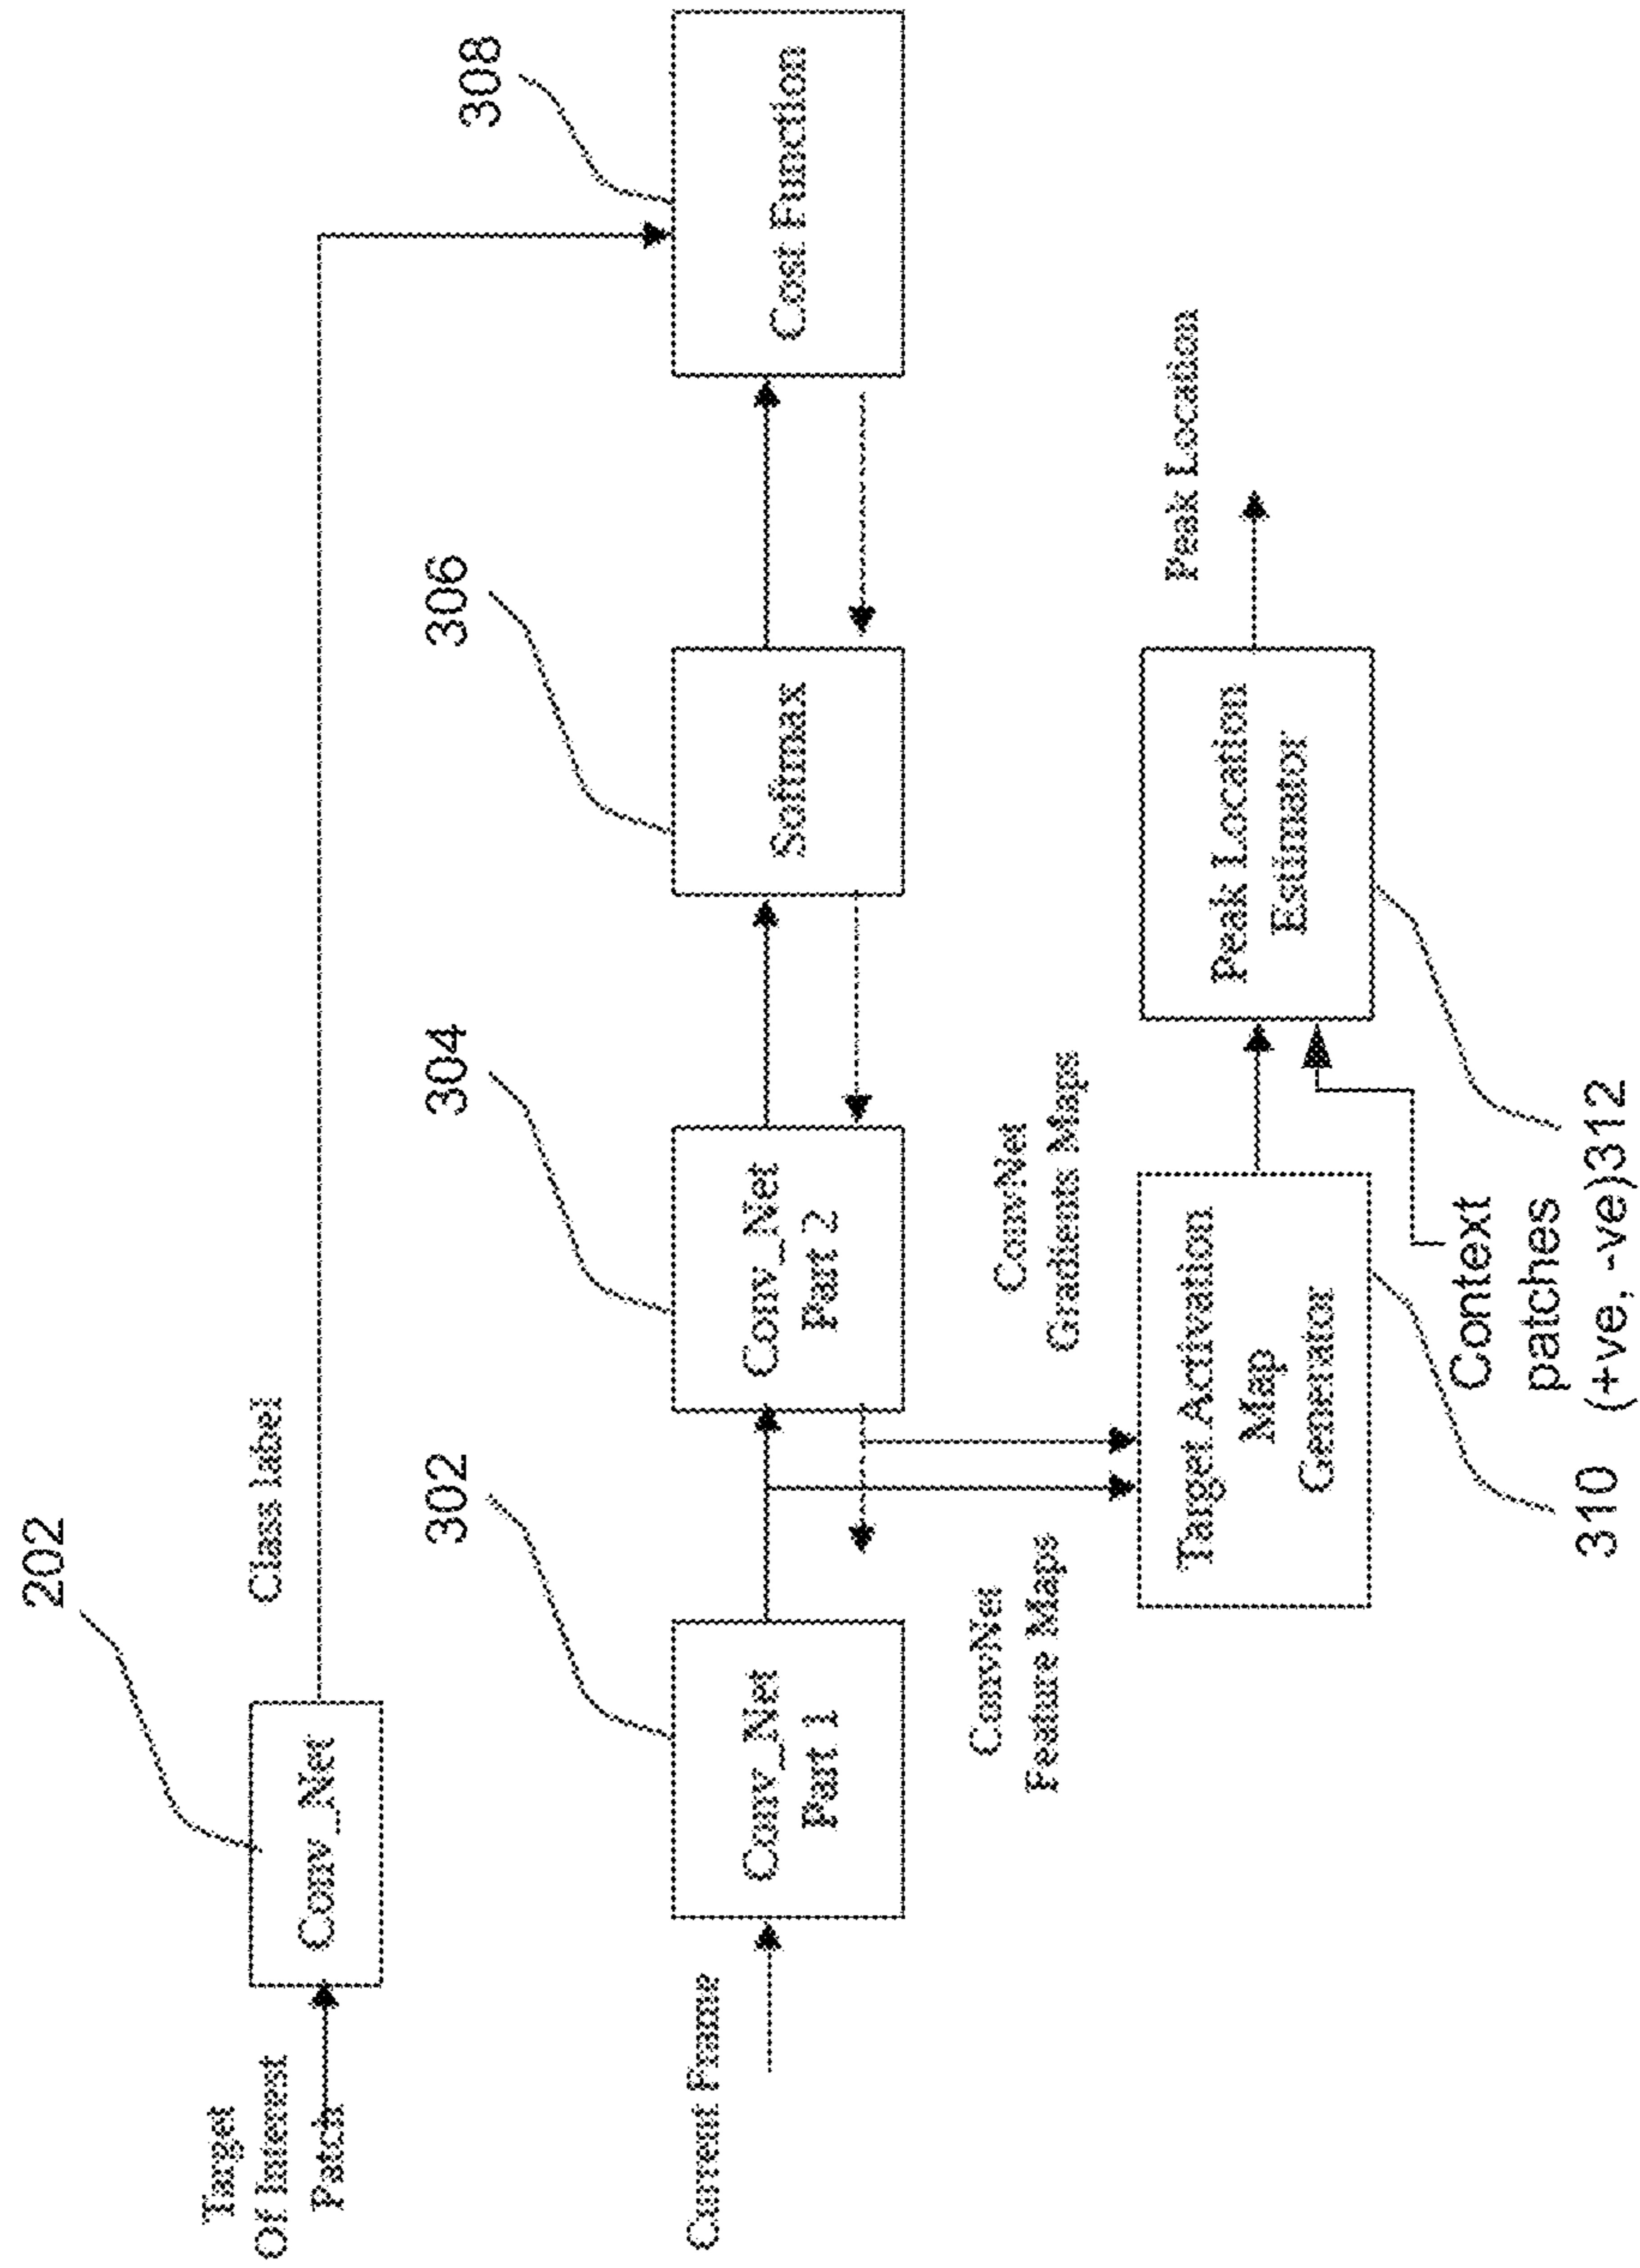 202
Target
Of Interest
Patch
Conv_Net
Class label
302
304
306
308
Current Frame
Conv_Net
Part 1
Conv_Net
Part 2
Softmax
Cost Function
ConvNet
Feature Maps
ConvNet
Gradients Maps
Target Activation
Map
Generator
Peak Location
Estimator
Peak Location
Context
patches
(+ve, -ve)
310
312